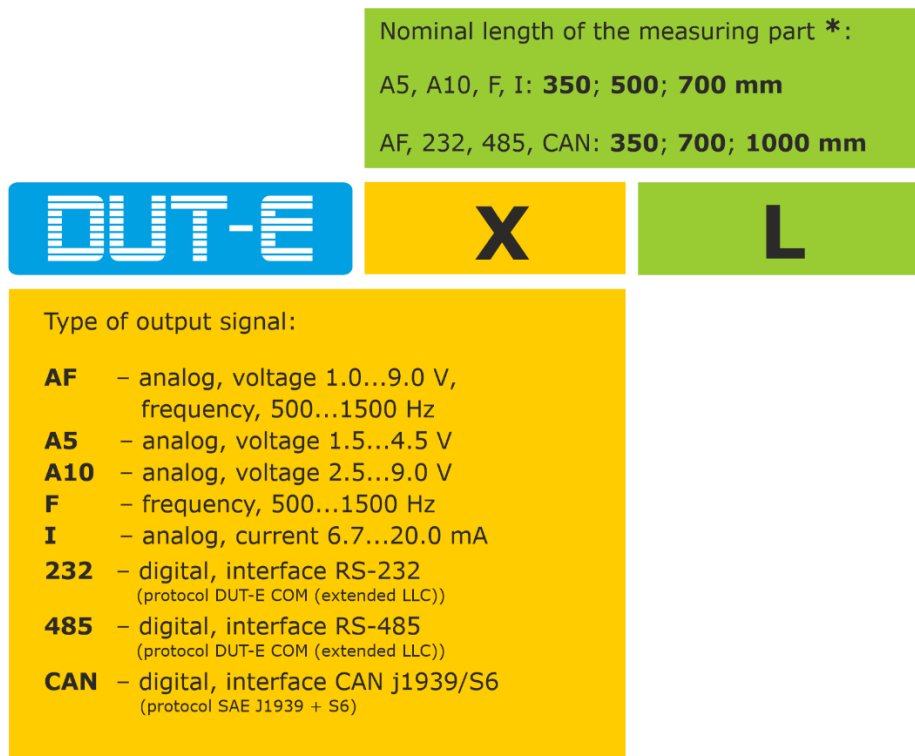 Nominal length of the measuring part *:
A5, A10, F, I: 350; 500; 700 mm
AF, 232, 485, CAN: 350; 700; 1000 mm
DUT-E X L
Type of output signal:
AF – analog, voltage 1.0...9.0 V,
frequency, 500...1500 Hz
A5 – analog, voltage 1.5...4.5 V
A10 – analog, voltage 2.5...9.0 V
F – frequency, 500...1500 Hz
I – analog, current 6.7...20.0 mA
232 – digital, interface RS-232
(protocol DUT-E COM (extended LLC))
485 – digital, interface RS-485
(protocol DUT-E COM (extended LLC))
CAN – digital, interface CAN j1939/S6
(protocol SAE J1939 + S6)